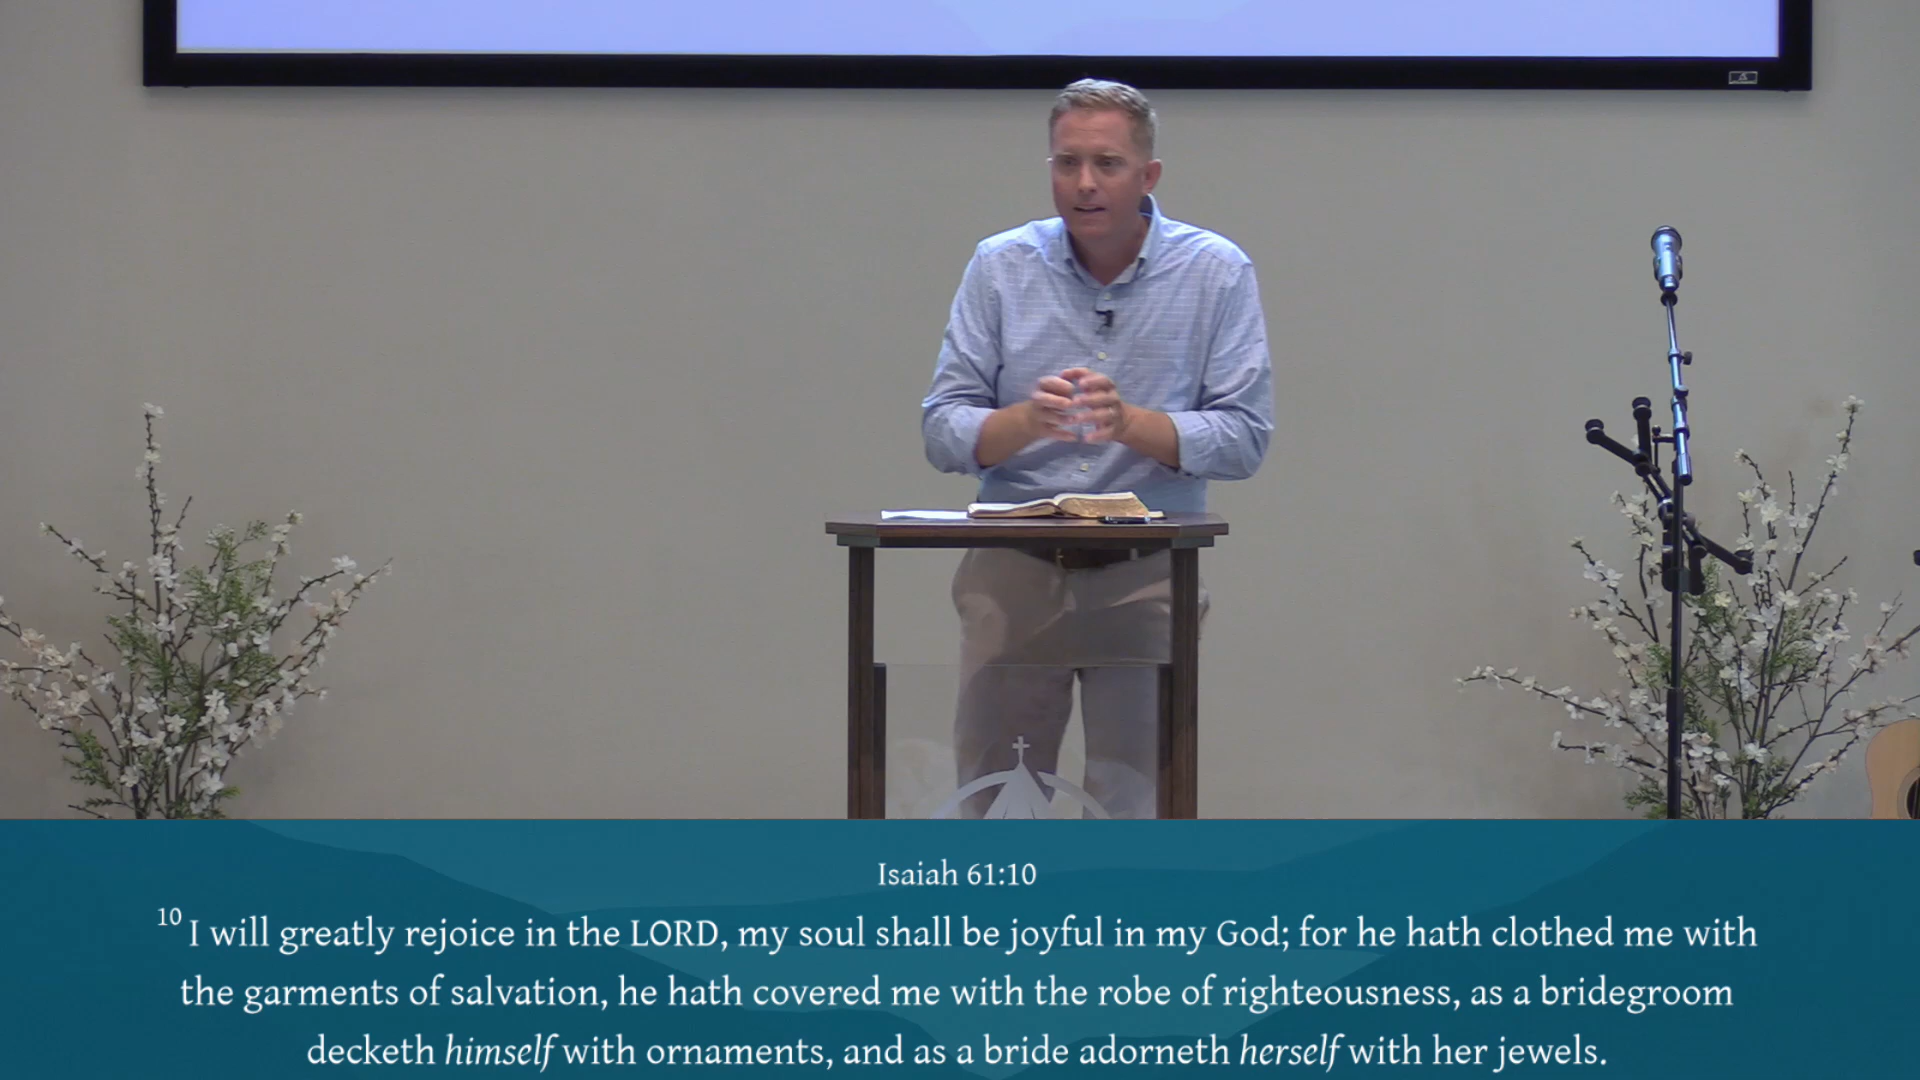 Isaiah 61:10
10 I will greatly rejoice in the LORD, my soul shall be joyful in my God; for he hath clothed me with
the garments of salvation, he hath covered me with the robe of righteousness, as a bridegroom
decketh himself with ornaments, and as a bride adorneth herself with her jewels.